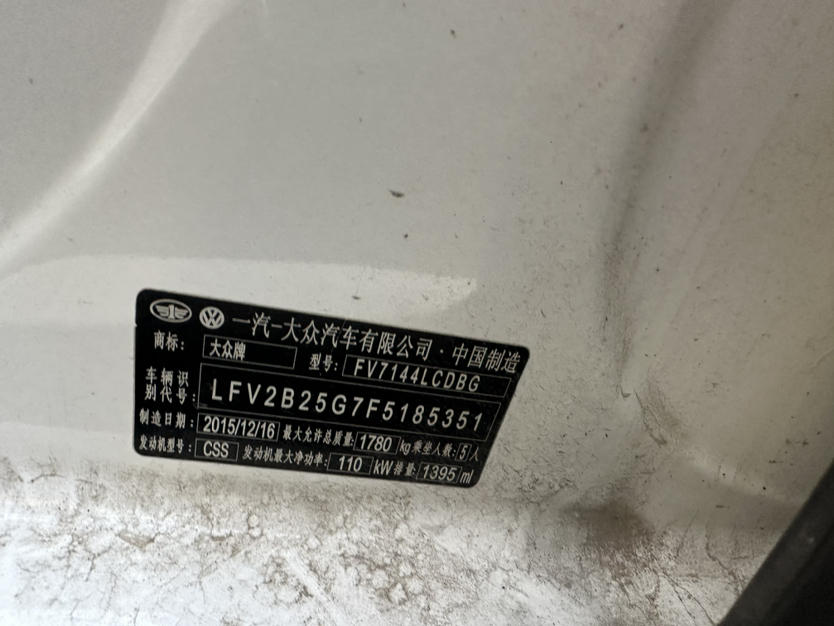 一汽-大众汽车有限公司·中国制造
商标: 大众牌 型号: FV7144LCDBG
车辆识别代号: LFV2B25G7F5185351
制造日期: 2015/12/16 最大允许总质量: 1780 kg 乘坐人数: 5 人
发动机型号: CSS 发动机最大净功率: 110 kW 排量: 1395 ml